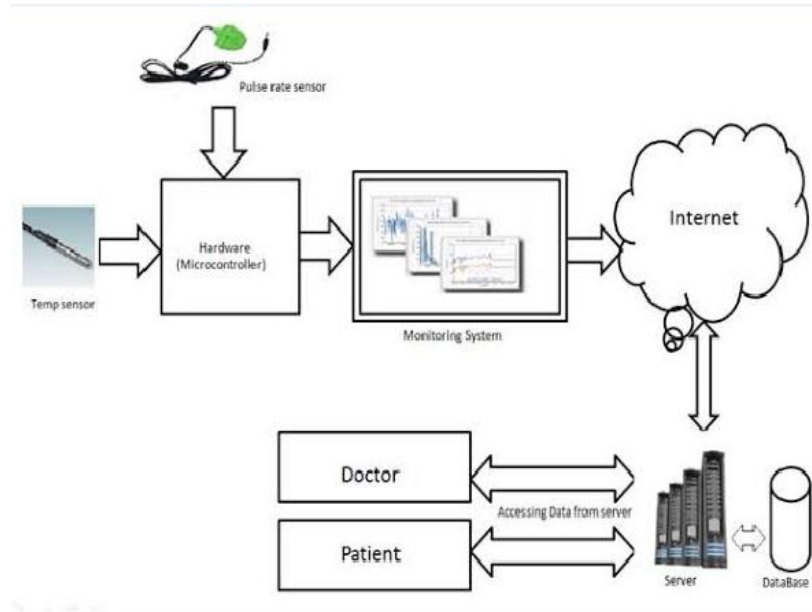 Pulse rate sensor
Temp sensor
Hardware
(Microcontroller)
Monitoring System
Internet
Doctor
Accessing Data from server
Patient
Server
DataBase